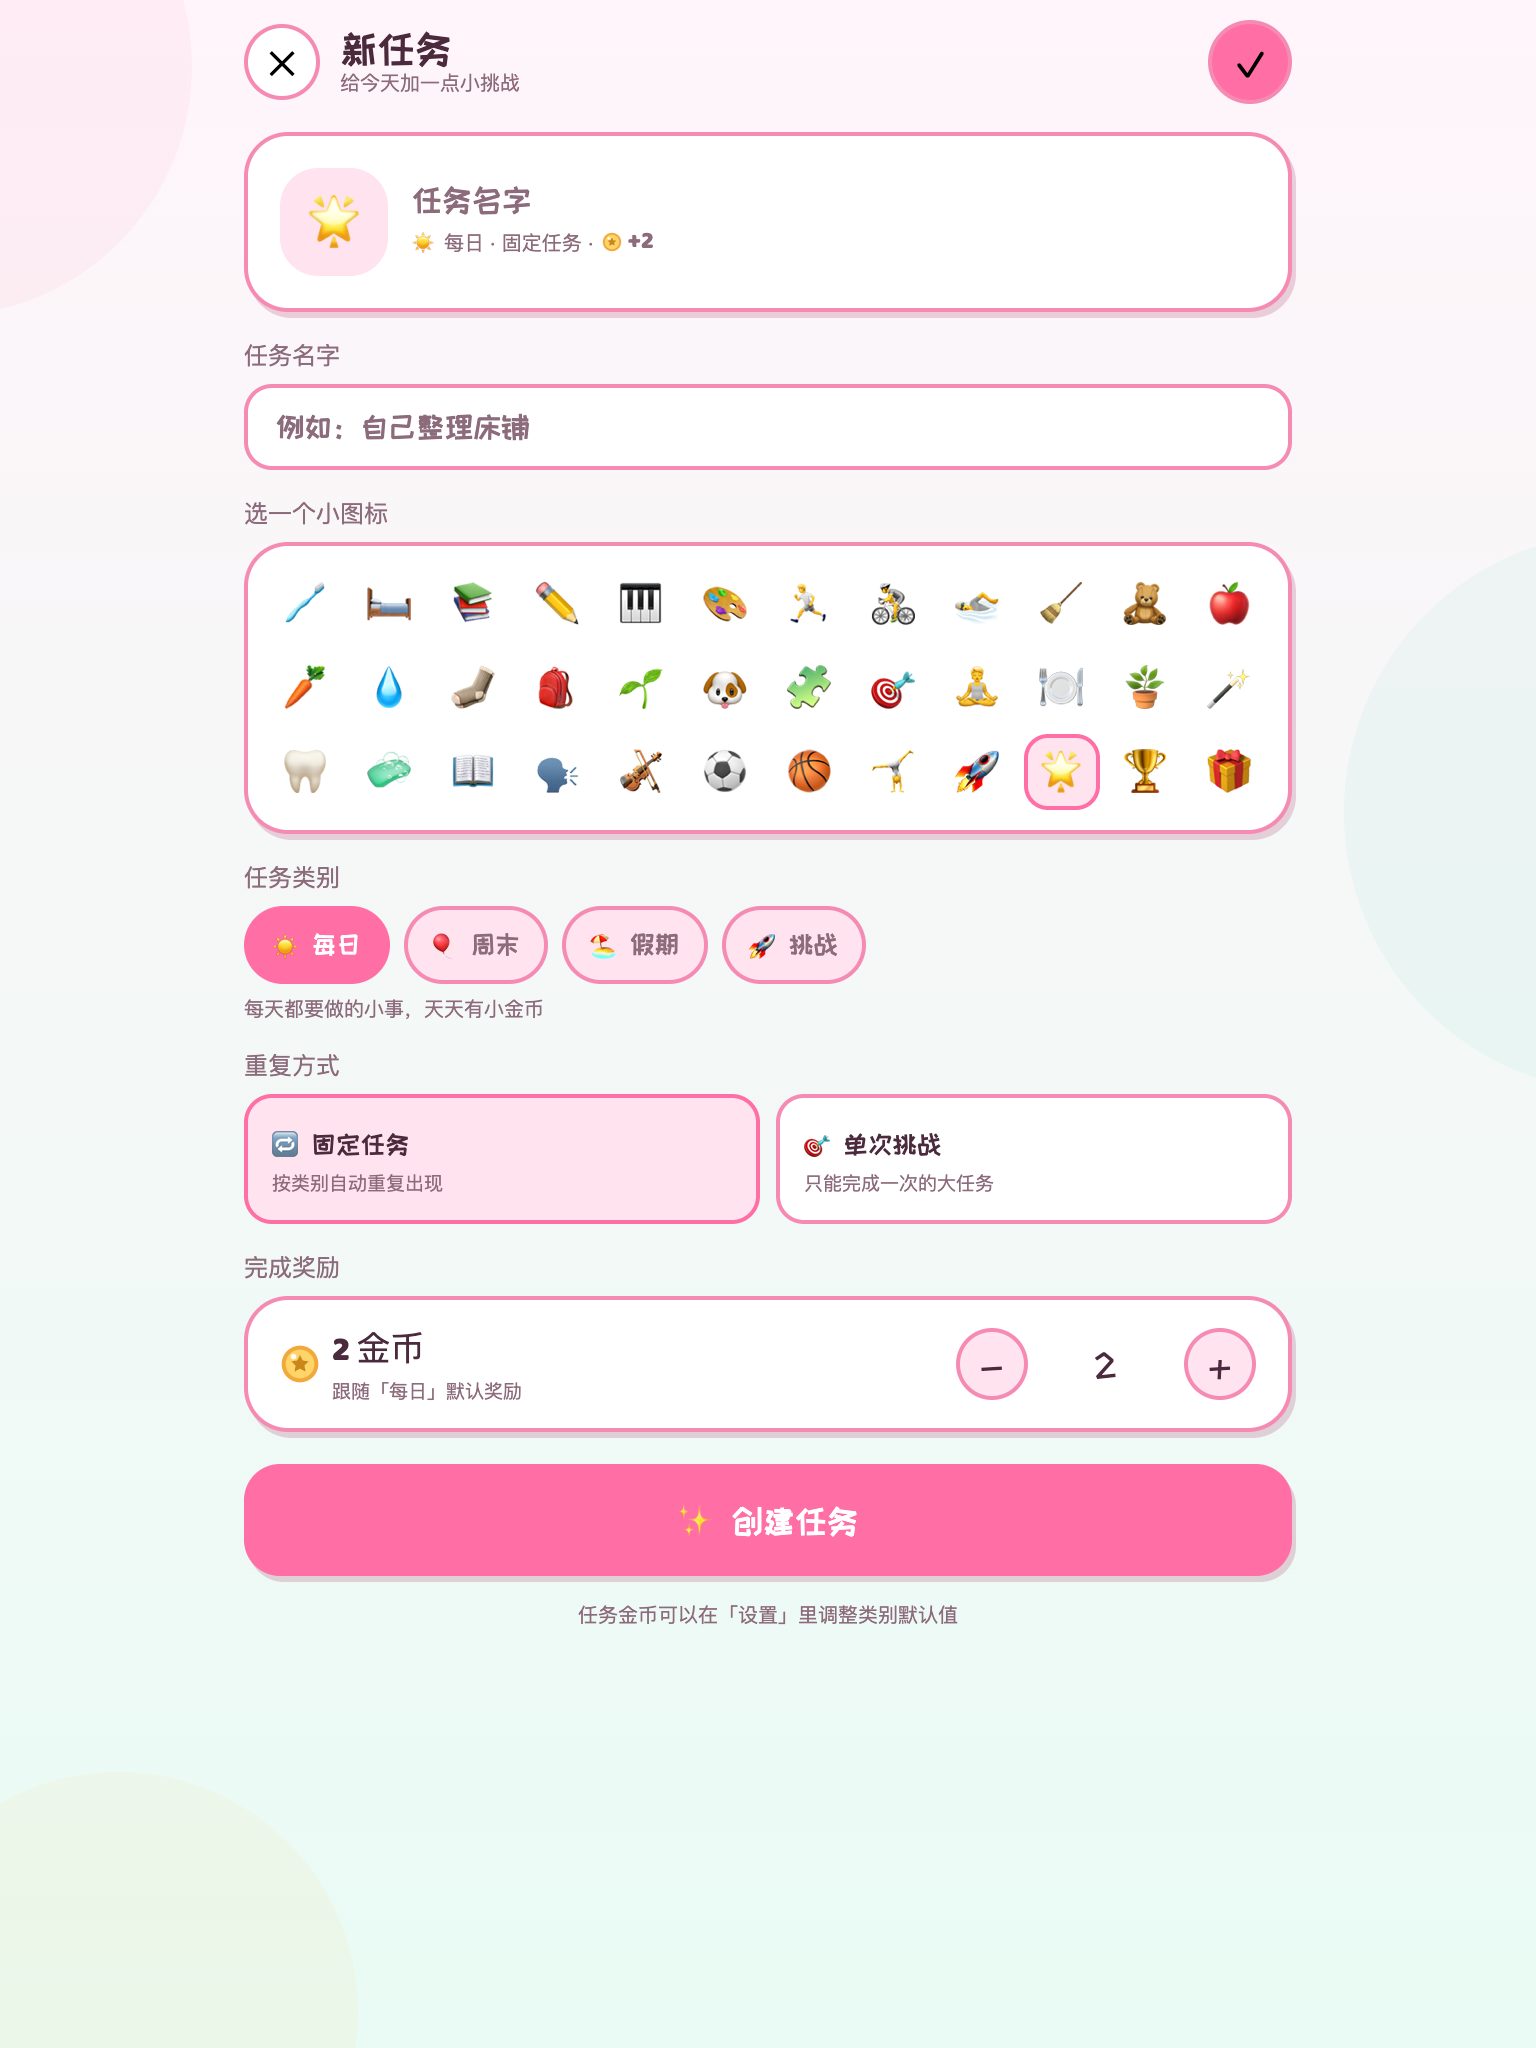 新任务
给今天加一点小挑战
任务名字
每日 · 固定任务 · +2
任务名字
例如：自己整理床铺
选一个小图标
任务类别
每日 周末 假期 挑战
每天都要做的小事，天天有小金币
重复方式
固定任务 单次挑战
按类别自动重复出现 只能完成一次的大任务
完成奖励
2 金币
跟随「每日」默认奖励
− 2 +
创建任务
任务金币可以在「设置」里调整类别默认值